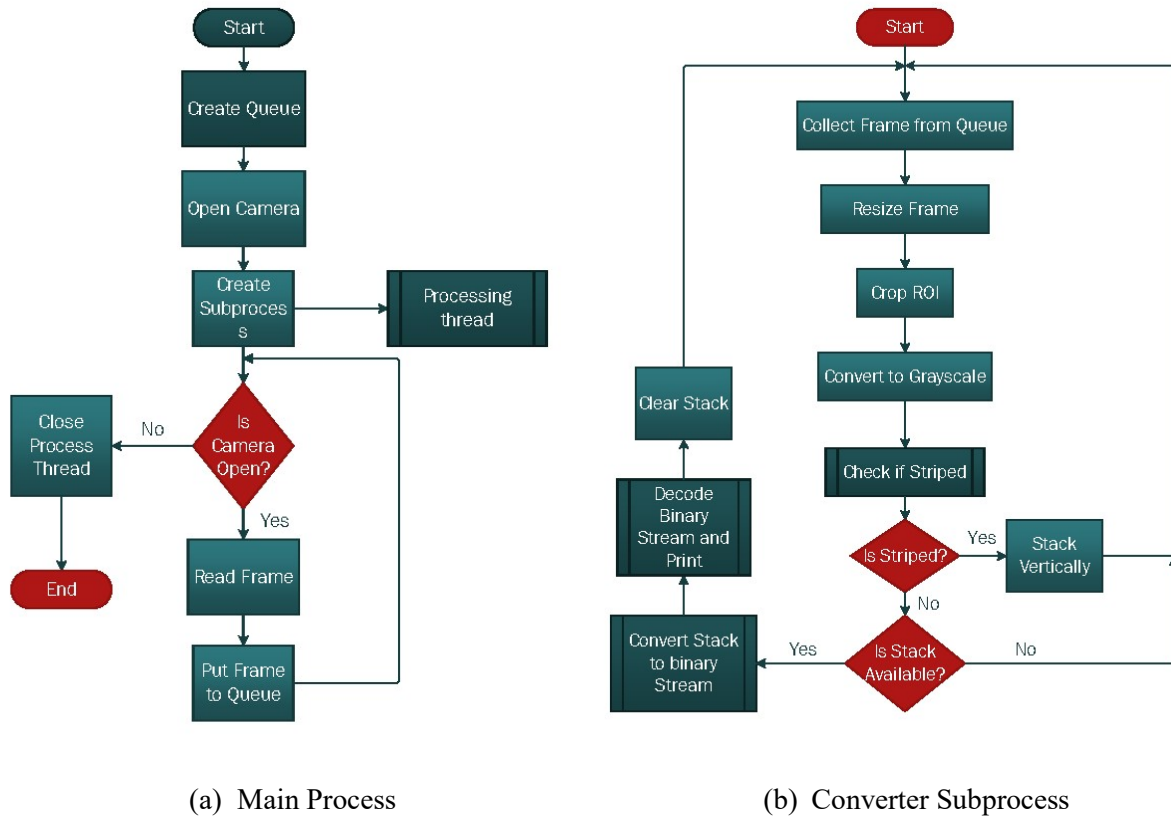 Start
Create Queue
Open Camera
Create
Subproces
s
Processing
thread
Is
Camera
Open?
No
Close
Process
Thread
End
Yes
Read Frame
Put Frame
to Queue
(a) Main Process
Start
Collect Frame from Queue
Resize Frame
Crop ROI
Convert to Grayscale
Check if Striped
Is Striped?
Yes
Stack
Vertically
No
Is Stack
Available?
No
Yes
Convert Stack
to binary
Stream
Decode
Binary
Stream and
Print
Clear Stack
(b) Converter Subprocess